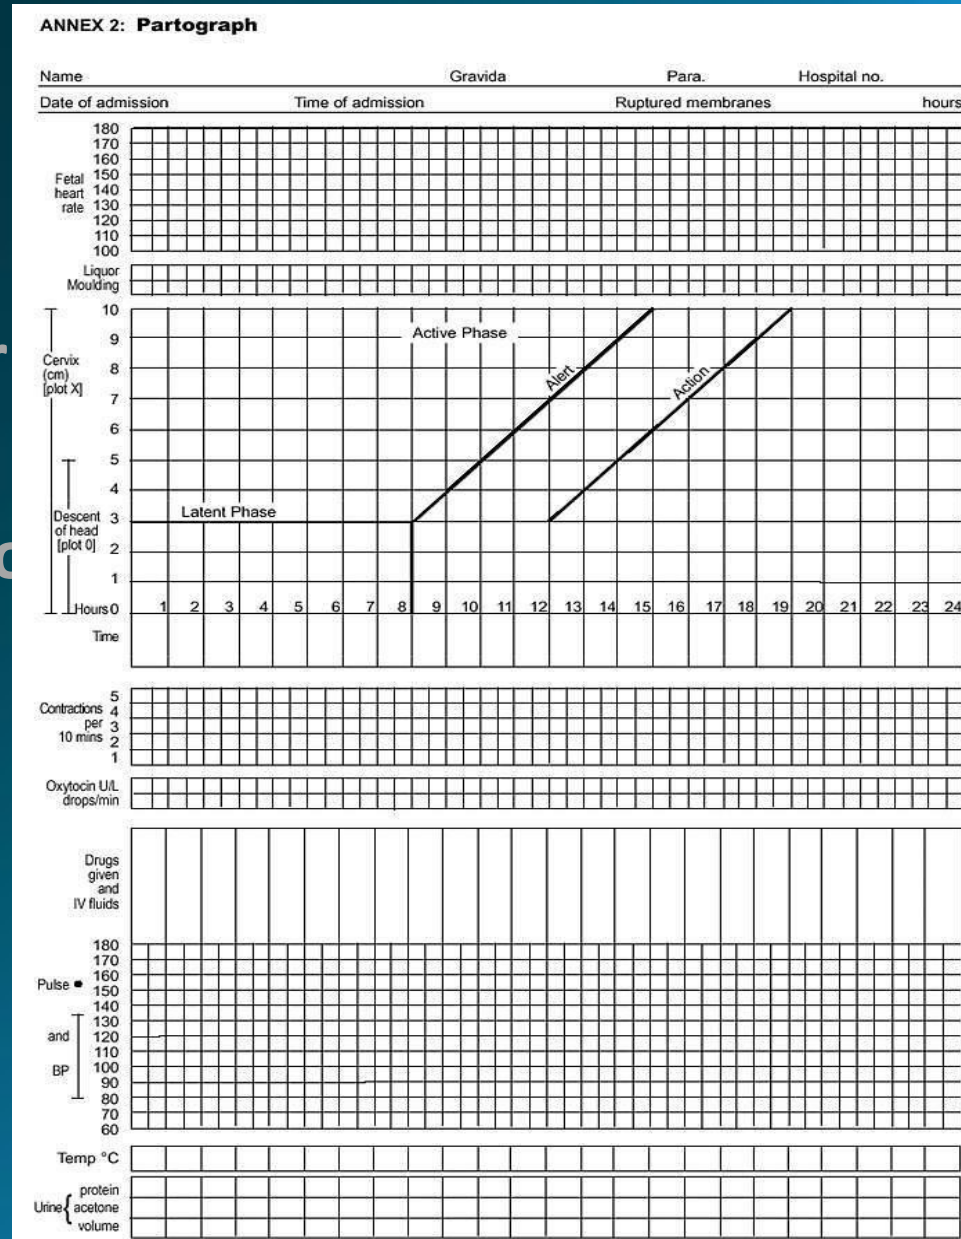 ANNEX 2: Partograph
Name Gravida Para. Hospital no.
Date of admission Time of admission Ruptured membranes hours
180
170
160
150
140
130
120
110
100
Fetal
heart
rate
Liquor
Moulding
10
9
8
7
6
5
4
3
2
1
Cervix
(cm)
[plot X]
Descent
of head
[plot 0]
Active Phase
Alert
Action
Latent Phase
Hours 0 1 2 3 4 5 6 7 8 9 10 11 12 13 14 15 16 17 18 19 20 21 22 23 24
Time
5
4
3
2
1
Contractions
per
10 mins
Oxytocin U/L
drops/min
Drugs
given
and
IV fluids
180
170
160
150
140
130
120
110
100
90
80
70
60
Pulse
and
BP
Temp °C
Urine { protein
acetone
volume